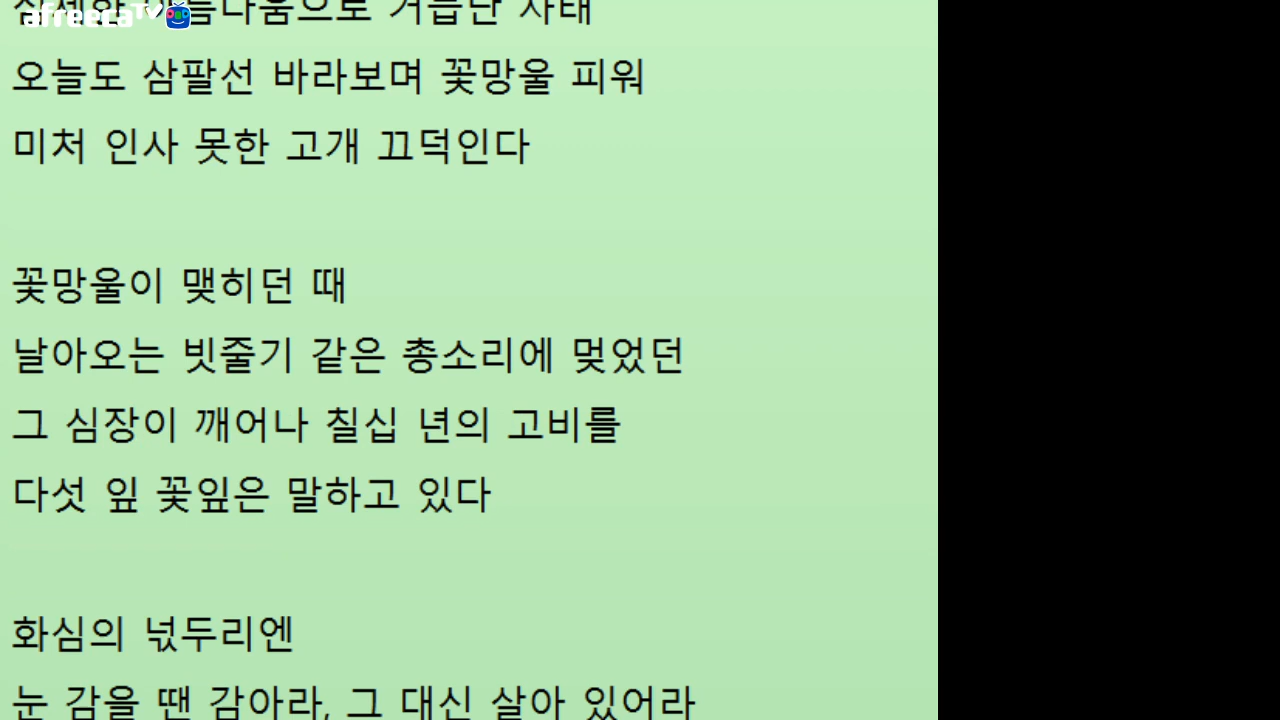 afreecaTV
오늘도 삼팔선 바라보며 꽃망울 피워
미처 인사 못한 고개 끄덕인다
꽃망울이 맺히던 때
날아오는 빗줄기 같은 총소리에 멎었던
그 심장이 깨어나 칠십 년의 고비를
다섯 잎 꽃잎은 말하고 있다
화심의 넋두리엔
눈 감을 땐 감아라, 그 대신 살아 있어라